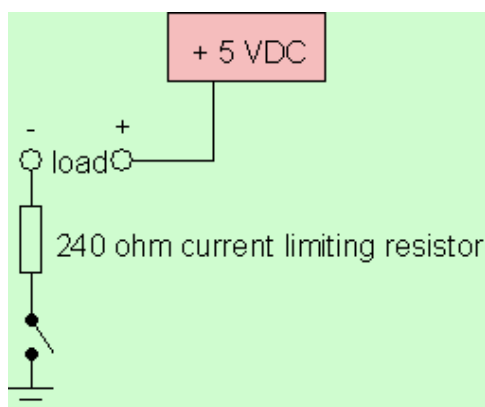 + 5 VDC
- +
load
240 ohm current limiting resistor